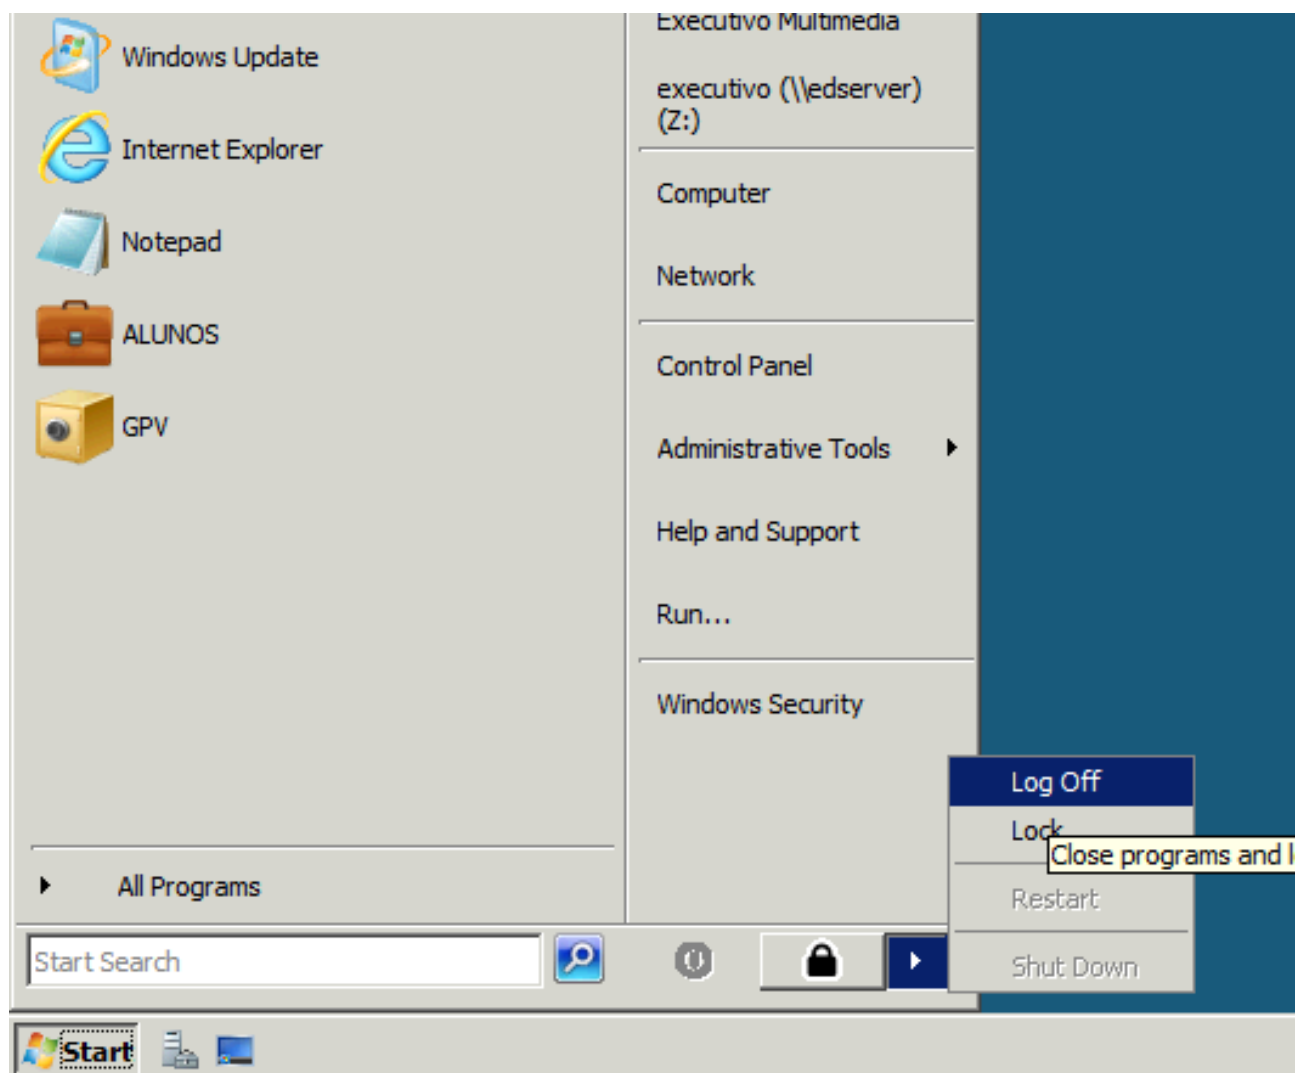 Windows Update
Internet Explorer
Notepad
ALUNOS
GPV
All Programs
Start Search
Executivo Multimedia
executivo (\\edserver)
(Z:)
Computer
Network
Control Panel
Administrative Tools
Help and Support
Run...
Windows Security
Log Off
Lock
Close programs and l
Restart
Shut Down
Start